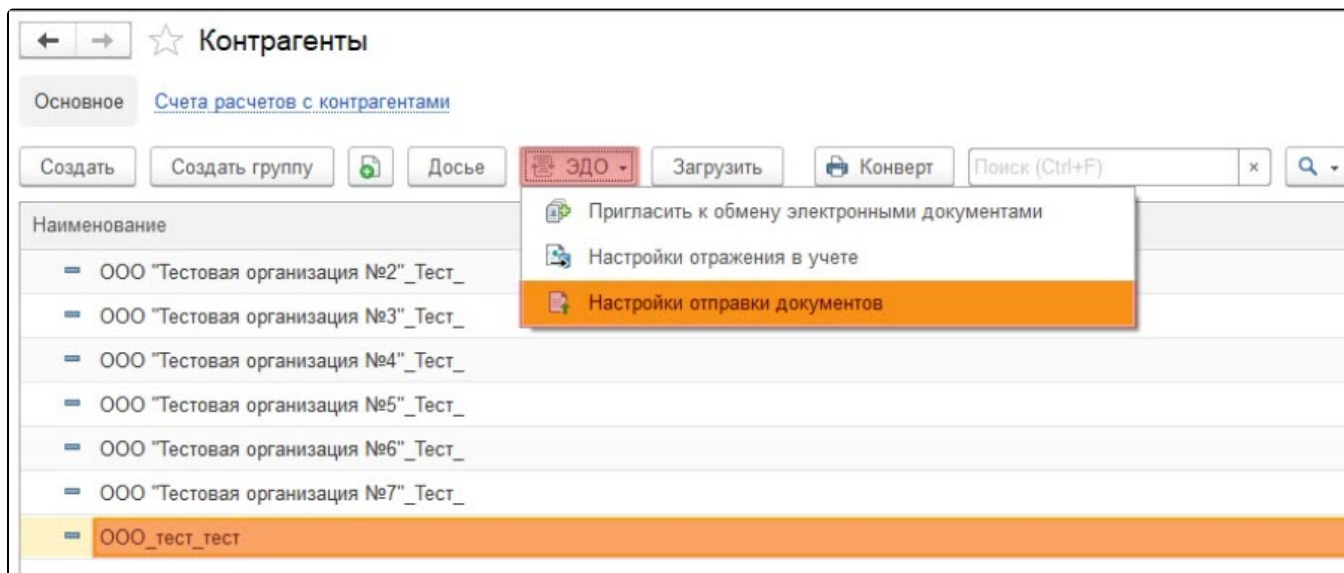 Контрагенты
Основное Счета расчетов с контрагентами
Создать Создать группу Досье ЭДО Загрузить Конверт Поиск (Ctrl+F) ×
Наименование
Пригласить к обмену электронными документами
Настройки отражения в учете
Настройки отправки документов
ООО "Тестовая организация №2"_Тест_
ООО "Тестовая организация №3"_Тест_
ООО "Тестовая организация №4"_Тест_
ООО "Тестовая организация №5"_Тест_
ООО "Тестовая организация №6"_Тест_
ООО "Тестовая организация №7"_Тест_
ООО_тест_тест